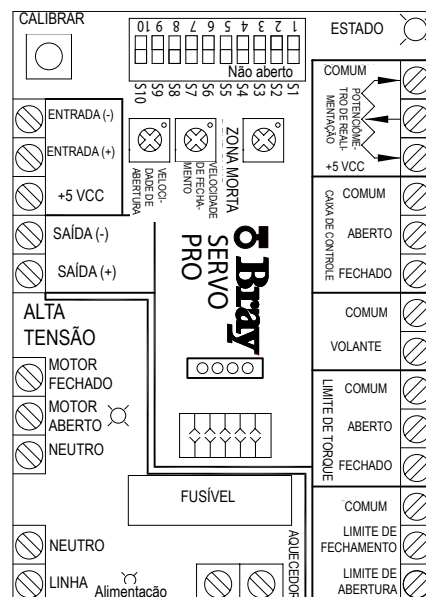 CALIBRAR
10 9 8 7 6 5 4 3 2 1
Não aberto
S10 S9 S8 S7 S6 S5 S4 S3 S2 S1
ESTADO
ENTRADA (-)
ENTRADA (+)
+5 VCC
SAÍDA (-)
SAÍDA (+)
VELOCI-
DADE DE
ABERTURA
VELOCIDADE
DE FECHA-
MENTO
ZONA MORTA
Bray
SERVO
PRO
COMUM
POTENCIÔME-
TRO DE REALI-
MENTAÇÃO
+5 VCC
CAIXA DE CONTROLE
COMUM
ABERTO
FECHADO
COMUM
VOLANTE
LIMITE DE TORQUE
COMUM
ABERTO
FECHADO
COMUM
LIMITE DE
FECHAMENTO
LIMITE DE
ABERTURA
ALTA
TENSÃO
MOTOR
FECHADO
MOTOR
ABERTO
NEUTRO
FUSÍVEL
NEUTRO
LINHA
Alimentação
AQUECEDOR